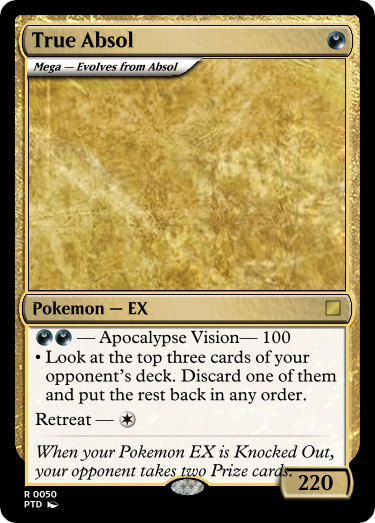 True Absol
Mega — Evolves from Absol
Pokemon — EX
— Apocalypse Vision— 100
• Look at the top three cards of your
opponent's deck. Discard one of them
and put the rest back in any order.
Retreat —
When your Pokemon EX is Knocked Out,
your opponent takes two Prize cards.
220
R 0050
PTD